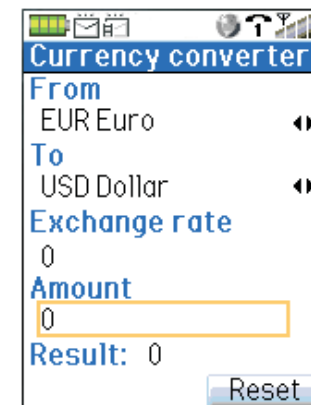 Currency converter
From
EUR Euro
To
USD Dollar
Exchange rate
0
Amount
0
Result: 0
Reset